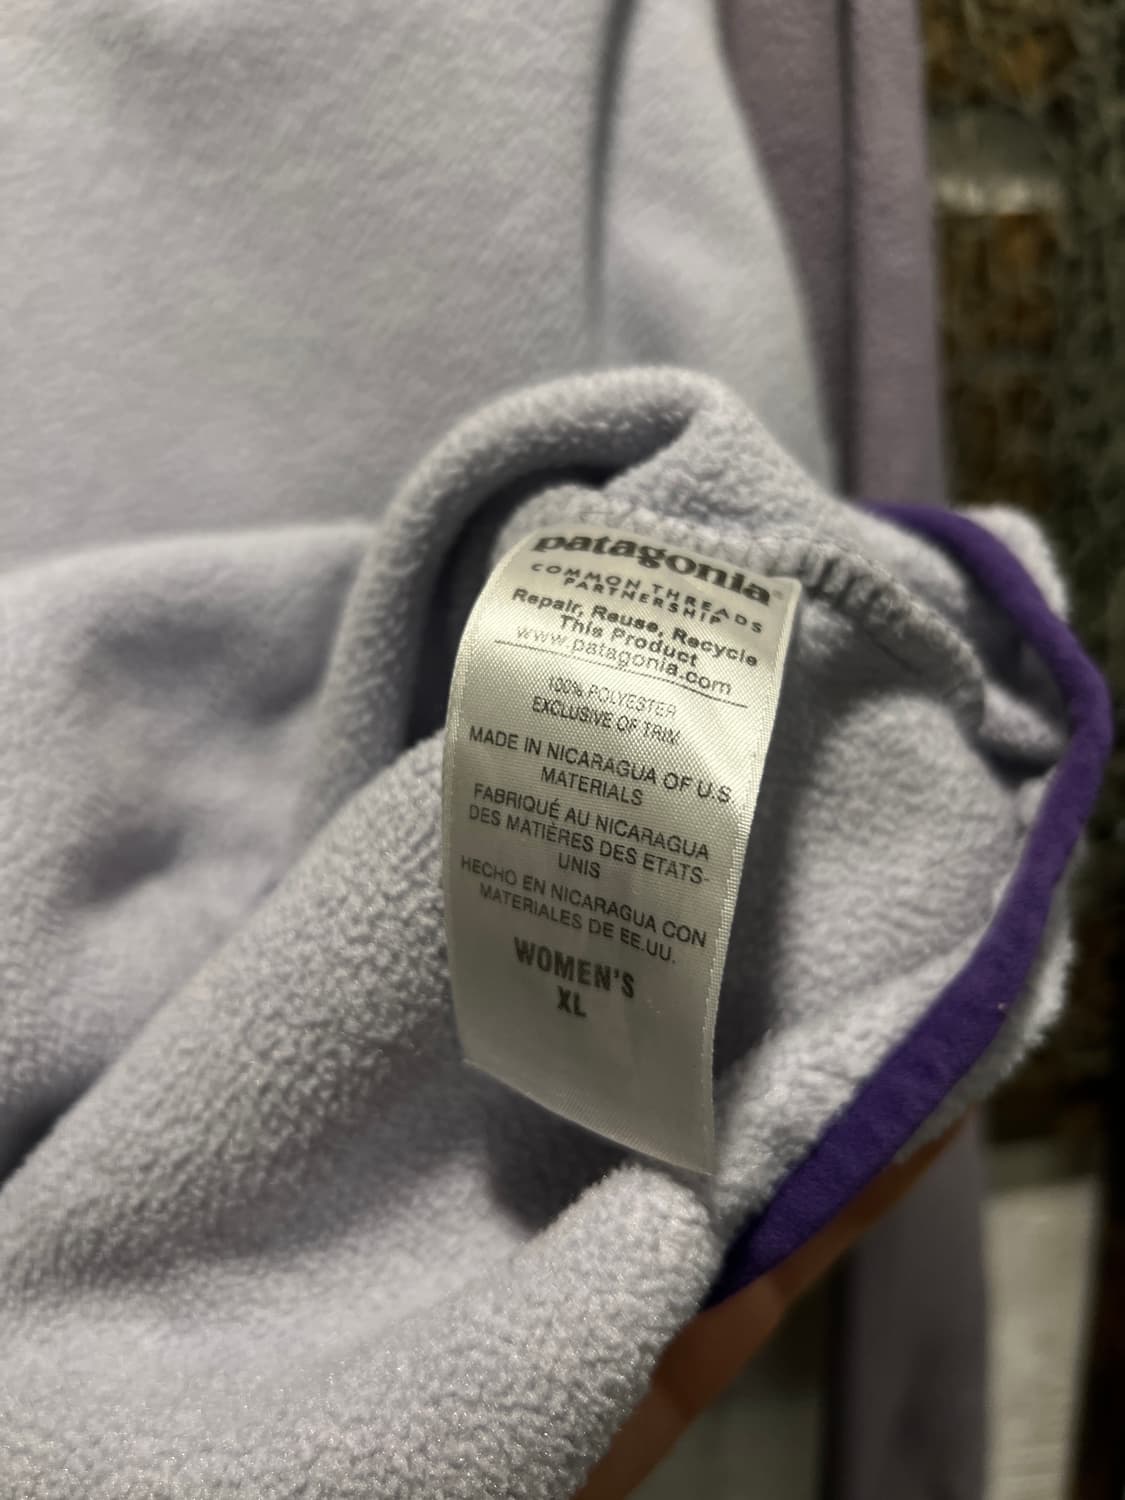 patagonia®
COMMON THREADS
PARTNERSHIP
Repair, Reuse, Recycle
This Product
www.patagonia.com
100% POLYESTER
EXCLUSIVE OF TRIM
MADE IN NICARAGUA OF U.S.
MATERIALS
FABRIQUÉ AU NICARAGUA
DES MATIÈRES DES ETATS-
UNIS
HECHO EN NICARAGUA CON
MATERIALES DE EE.UU.
WOMEN'S
XL